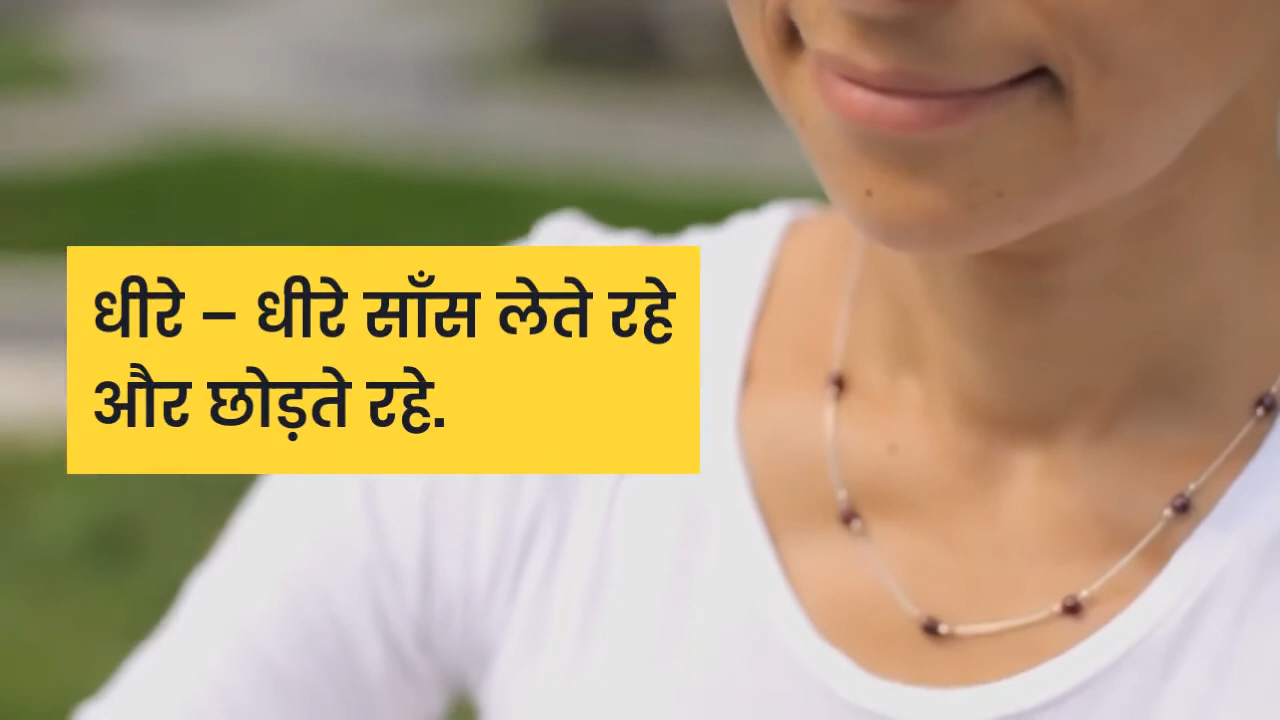 धीरे – धीरे साँस लेते रहे
और छोड़ते रहे.